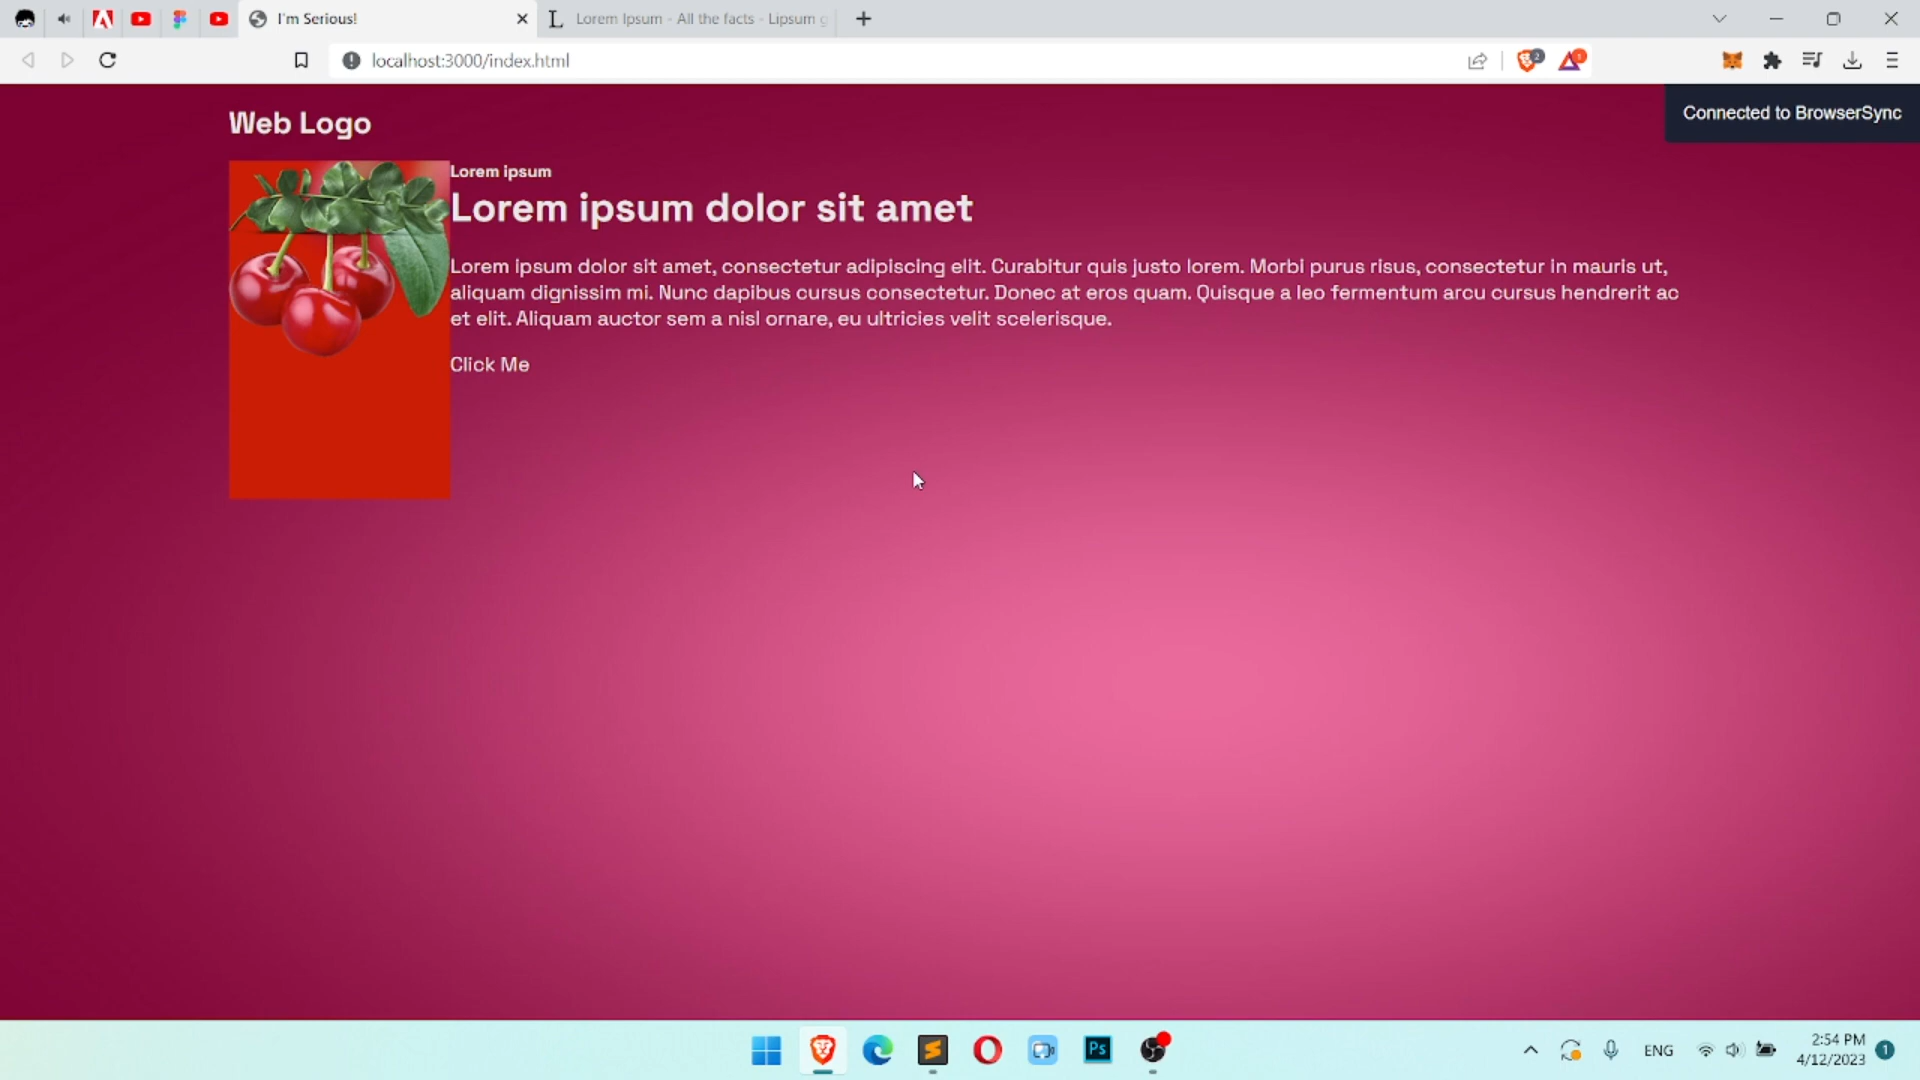 I'm Serious!
Lorem Ipsum - All the facts - Lipsum g
localhost:3000/index.html
2
1
Web Logo
Connected to BrowserSync
Lorem ipsum
Lorem ipsum dolor sit amet
Lorem ipsum dolor sit amet, consectetur adipiscing elit. Curabitur quis justo lorem. Morbi purus risus, consectetur in mauris ut,
aliquam dignissim mi. Nunc dapibus cursus consectetur. Donec at eros quam. Quisque a leo fermentum arcu cursus hendrerit ac
et elit. Aliquam auctor sem a nisl ornare, eu ultricies velit scelerisque.
Click Me
Ps
ENG
2:54 PM
4/12/2023
1